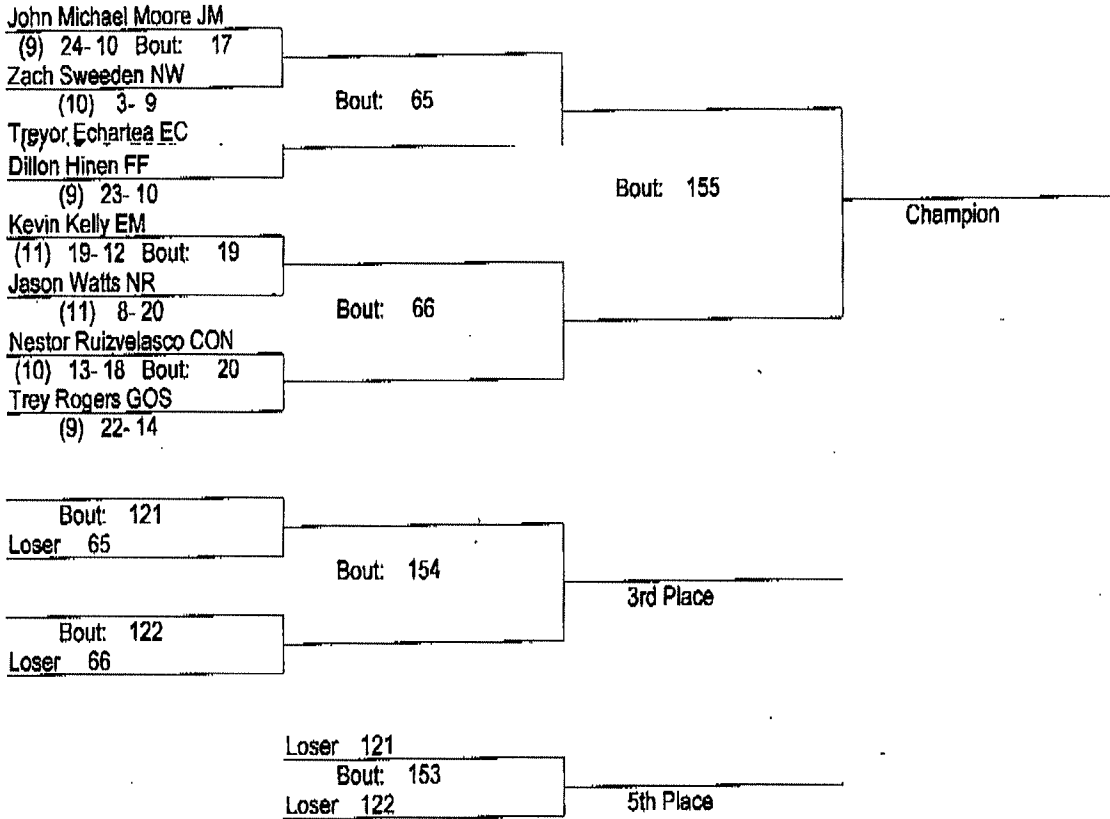 John Michael Moore JM
(9) 24-10 Bout: 17
Zach Sweeden NW
(10) 3-9
Treyor Echartea EC
Dillon Hinen FF
(9) 23-10
Kevin Kelly EM
(11) 19-12 Bout: 19
Jason Watts NR
(11) 8-20
Nestor Ruizvelasco CON
(10) 13-18 Bout: 20
Trey Rogers GOS
(9) 22-14
Bout: 65
Bout: 66
Bout: 155
Champion
Bout: 121
Loser 65
Bout: 122
Loser 66
Bout: 154
3rd Place
Loser 121
Bout: 153
Loser 122
5th Place